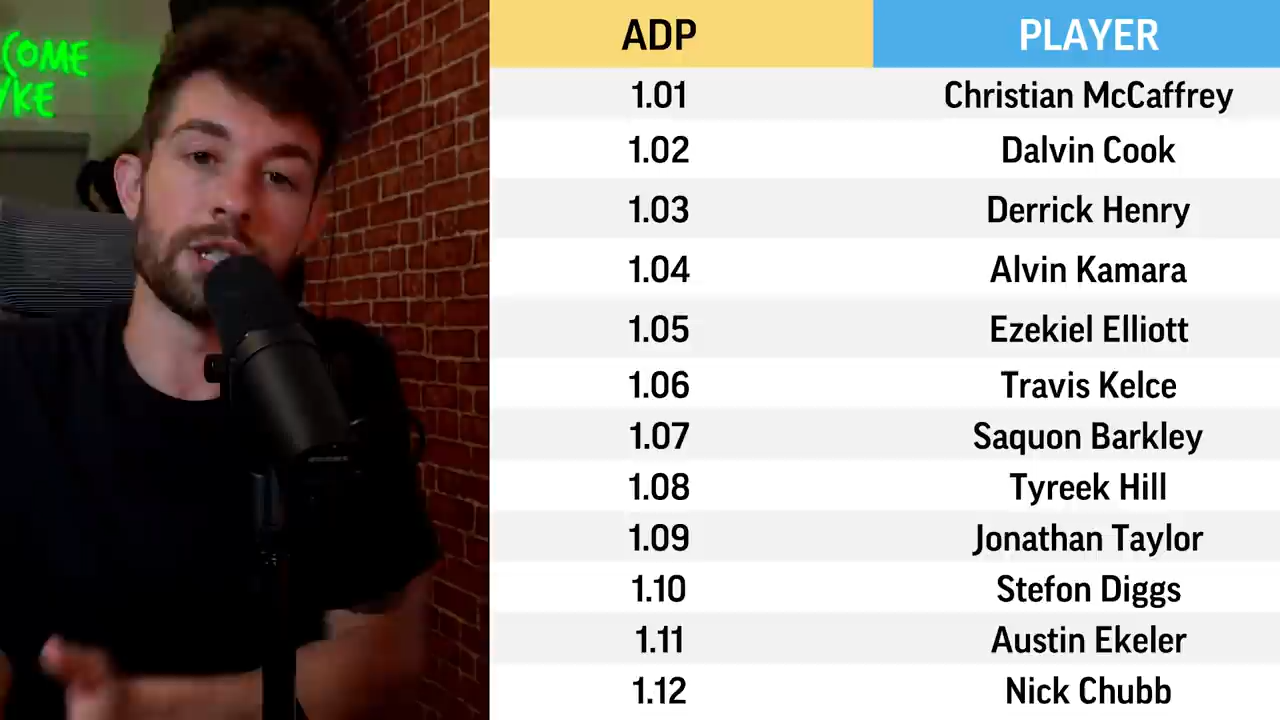 COME
YKE
ADP PLAYER
1.01 Christian McCaffrey
1.02 Dalvin Cook
1.03 Derrick Henry
1.04 Alvin Kamara
1.05 Ezekiel Elliott
1.06 Travis Kelce
1.07 Saquon Barkley
1.08 Tyreek Hill
1.09 Jonathan Taylor
1.10 Stefon Diggs
1.11 Austin Ekeler
1.12 Nick Chubb